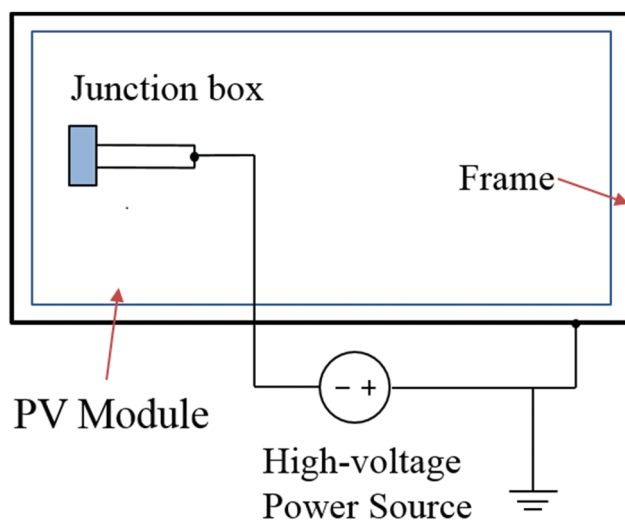 Junction box
Frame
PV Module
- +
High-voltage
Power Source